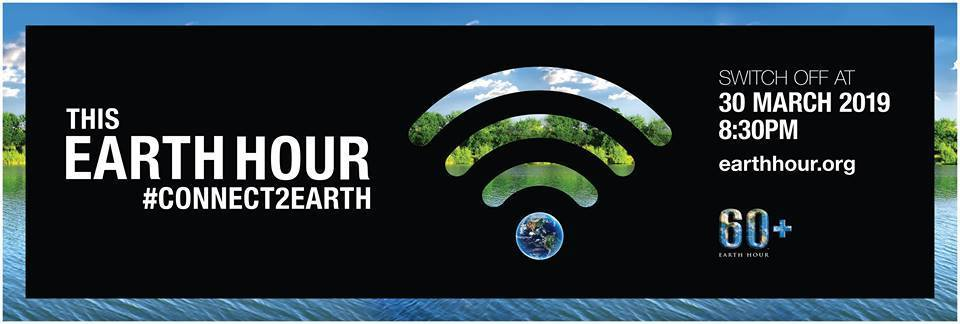 THIS
EARTH HOUR
#CONNECT2EARTH
SWITCH OFF AT
30 MARCH 2019
8:30PM
earthhour.org
60+
EARTH HOUR